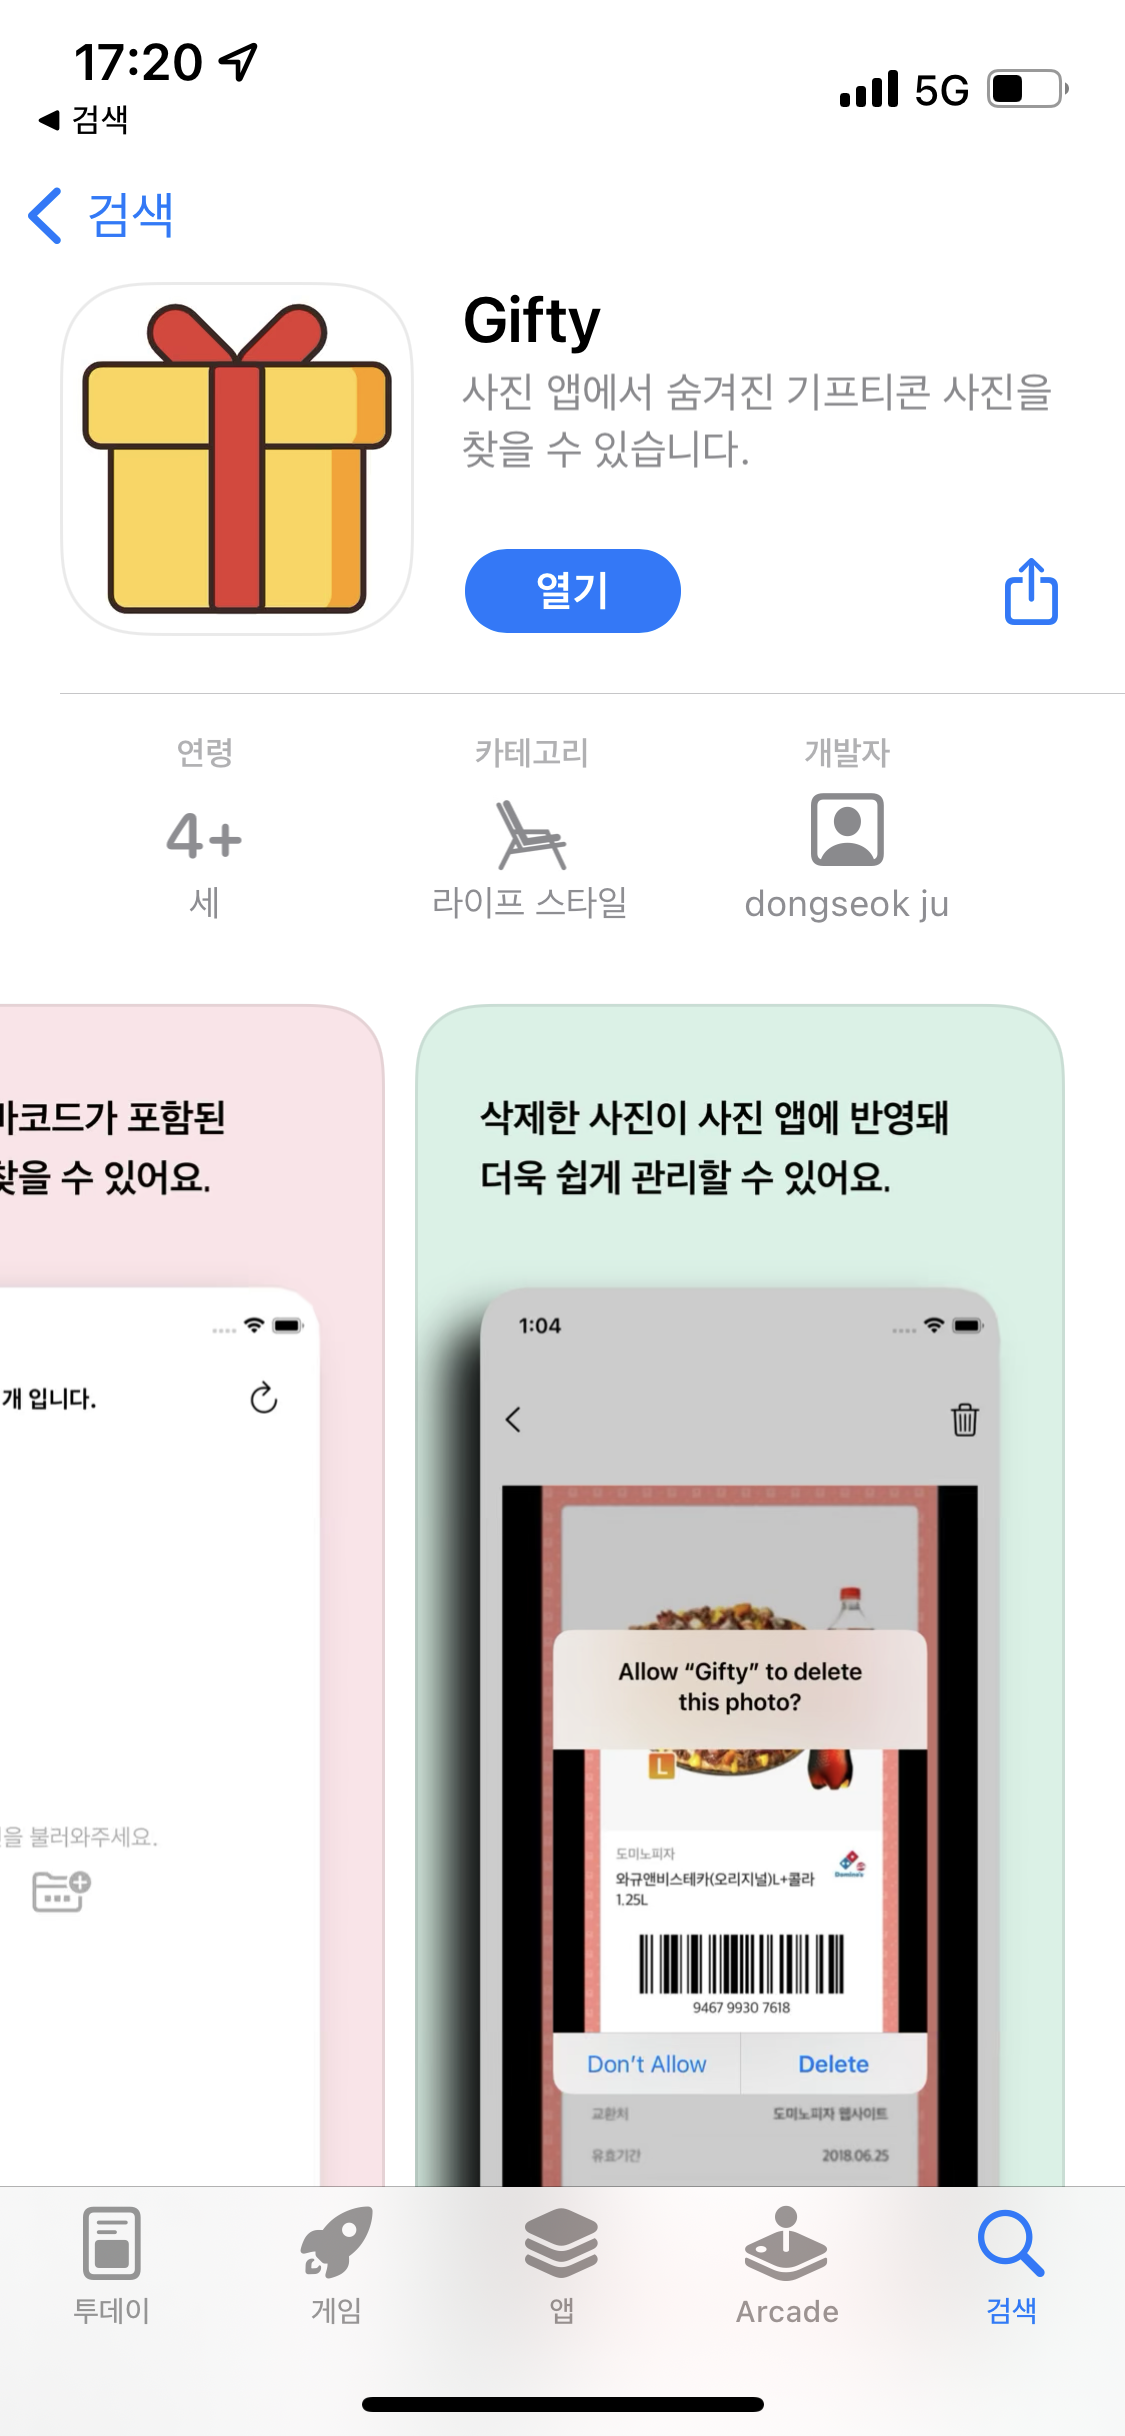 17:20
5G
◀ 검색
검색
Gifty
사진 앱에서 숨겨진 기프티콘 사진을
찾을 수 있습니다.
열기
연령
4+
세
카테고리
라이프 스타일
개발자
dongseok ju
바코드가 포함된
찾을 수 있어요.
개 입니다.
을 불러와주세요.
삭제한 사진이 사진 앱에 반영돼
더욱 쉽게 관리할 수 있어요.
1:04
Allow “Gifty” to delete
this photo?
L
도미노피자
와규앤비스테카(오리지널)L+콜라
1.25L
Domino's
9467 9930 7618
Don’t Allow
Delete
교환처
도미노피자 웹사이트
유효기간
2018.06.25
투데이
게임
앱
Arcade
검색